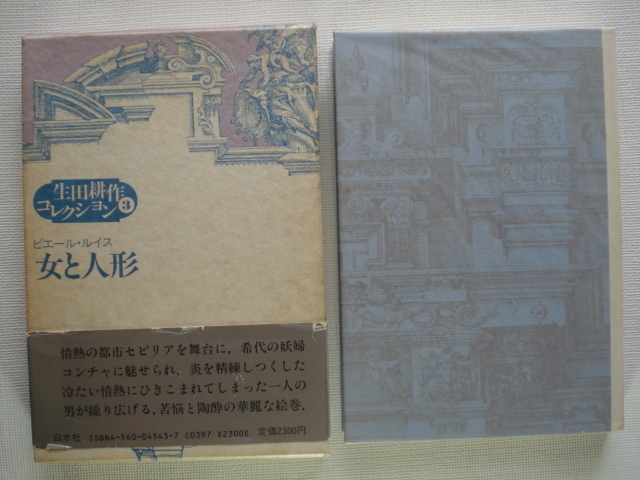 生田耕作
コレクション3
ピエール・ルイス
女と人形
情熱の都市セビリアを舞台に, 希代の妖婦
コンチャに魅せられ, 炎を精練しつくした
冷たい情熱にひきこまれてしまった一人の
男が繰り広げる, 苦悩と陶酔の華麗な絵巻.
白水社 ISBN4-560-04343-7 C0397 ¥2300E 定価2300円